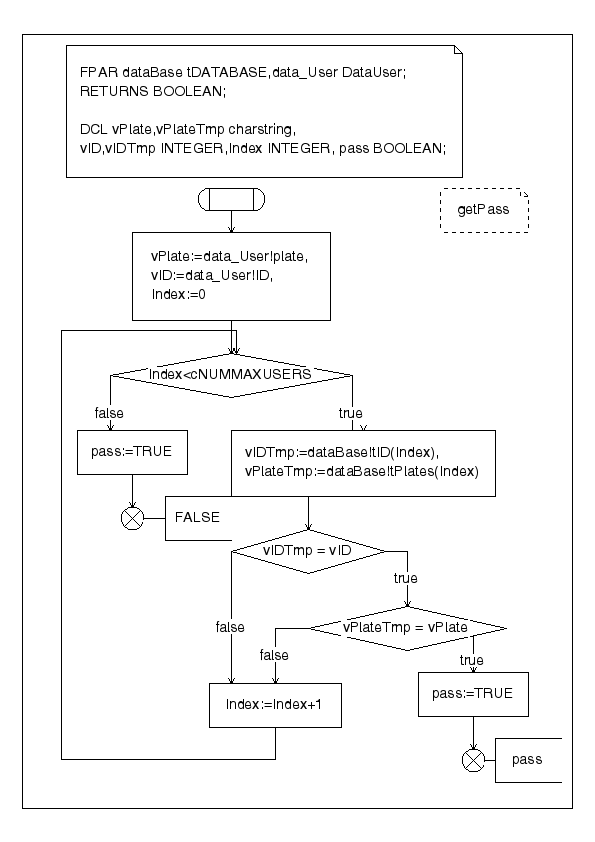 FPAR dataBase tDATABASE,data_User DataUser;
RETURNS BOOLEAN;
DCL vPlate,vPlateTmp charstring,
vID,vIDTmp INTEGER,Index INTEGER, pass BOOLEAN;
getPass
vPlate:=data_User!plate,
vID:=data_User!ID,
Index:=0
Index<cNUMMAXUSERS
false
true
pass:=TRUE
vIDTmp:=dataBase!tID(Index),
vPlateTmp:=dataBase!tPlates(Index)
FALSE
vIDTmp = vID
true
false
vPlateTmp = vPlate
false
true
Index:=Index+1
pass:=TRUE
pass